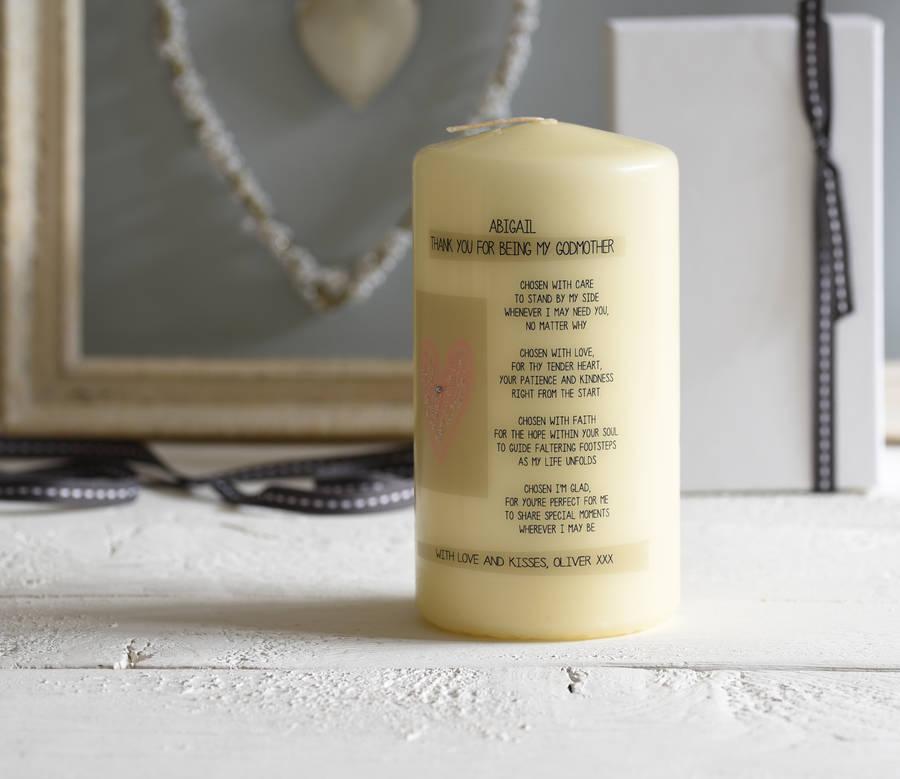 ABIGAIL
THANK YOU FOR BEING MY GODMOTHER
CHOSEN WITH CARE
TO STAND BY MY SIDE
WHENEVER I MAY NEED YOU,
NO MATTER WHY
CHOSEN WITH LOVE,
FOR THY TENDER HEART,
YOUR PATIENCE AND KINDNESS
RIGHT FROM THE START
CHOSEN WITH FAITH
FOR THE HOPE WITHIN YOUR SOUL
TO GUIDE FALTERING FOOTSTEPS
AS MY LIFE UNFOLDS
CHOSEN I'M GLAD,
FOR YOU'RE PERFECT FOR ME
TO SHARE SPECIAL MOMENTS
WHEREVER I MAY BE
WITH LOVE AND KISSES, OLIVER XXX